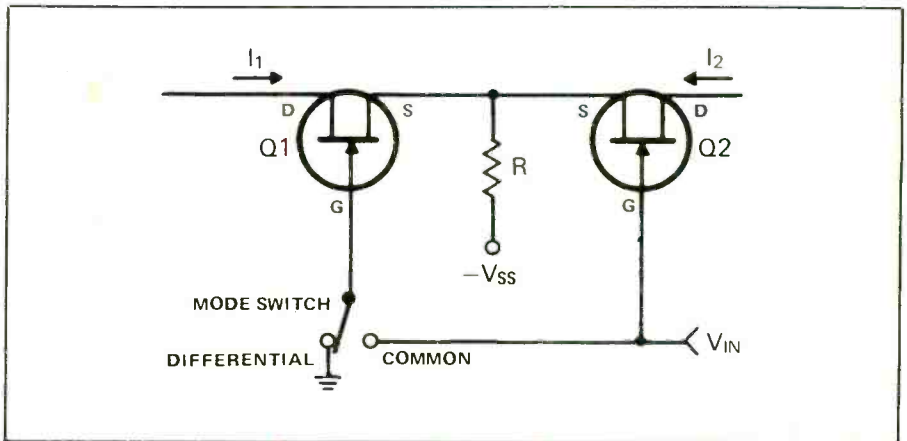 I1
I2
D
S
S
D
Q1
R
Q2
G
G
−VSS
MODE SWITCH
VIN
DIFFERENTIAL
COMMON